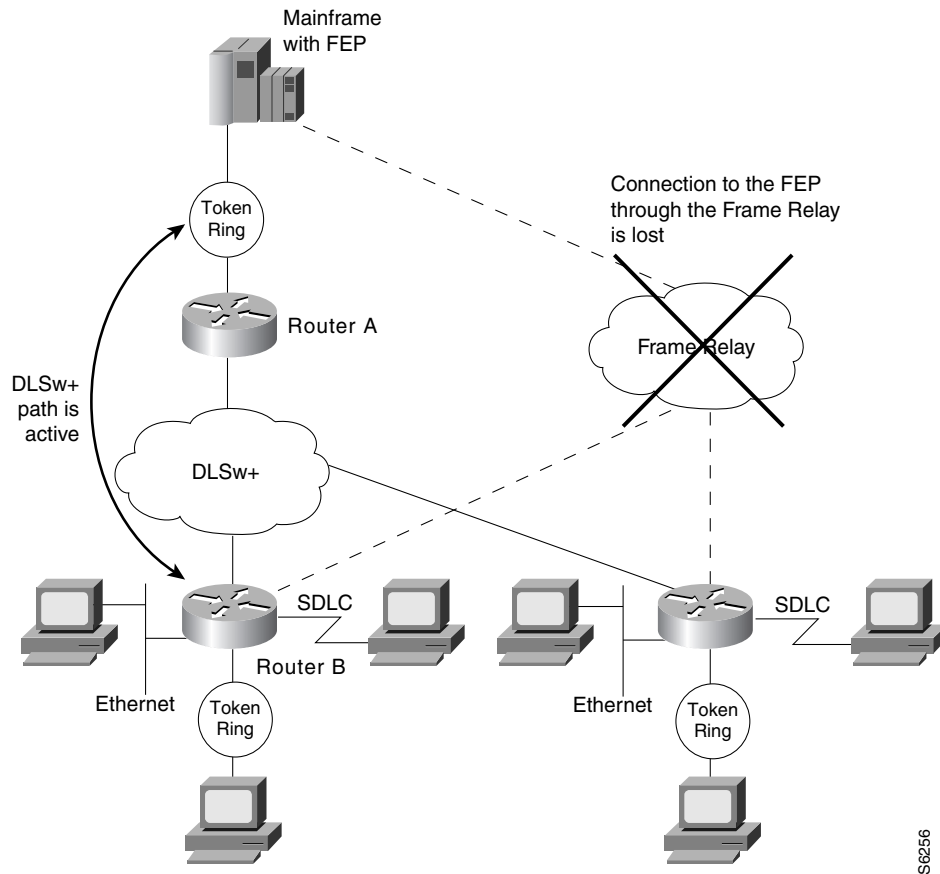 Mainframe
with FEP
Connection to the FEP
through the Frame Relay
is lost
Token
Ring
Router A
Frame Relay
DLSw+
path is
active
DLSw+
SDLC
SDLC
Router B
Ethernet
Ethernet
Token
Ring
Token
Ring
S6256